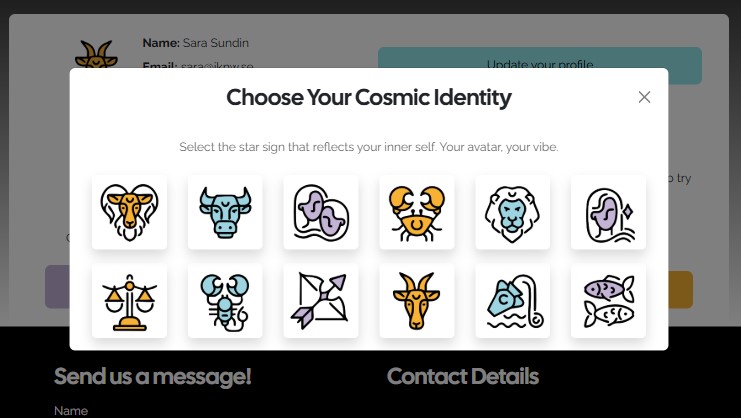 Name: Sara Sundin
Email: sara@iknw.se
Update your profile
Choose Your Cosmic Identity
Select the star sign that reflects your inner self. Your avatar, your vibe.
try
Send us a message!
Contact Details
Name